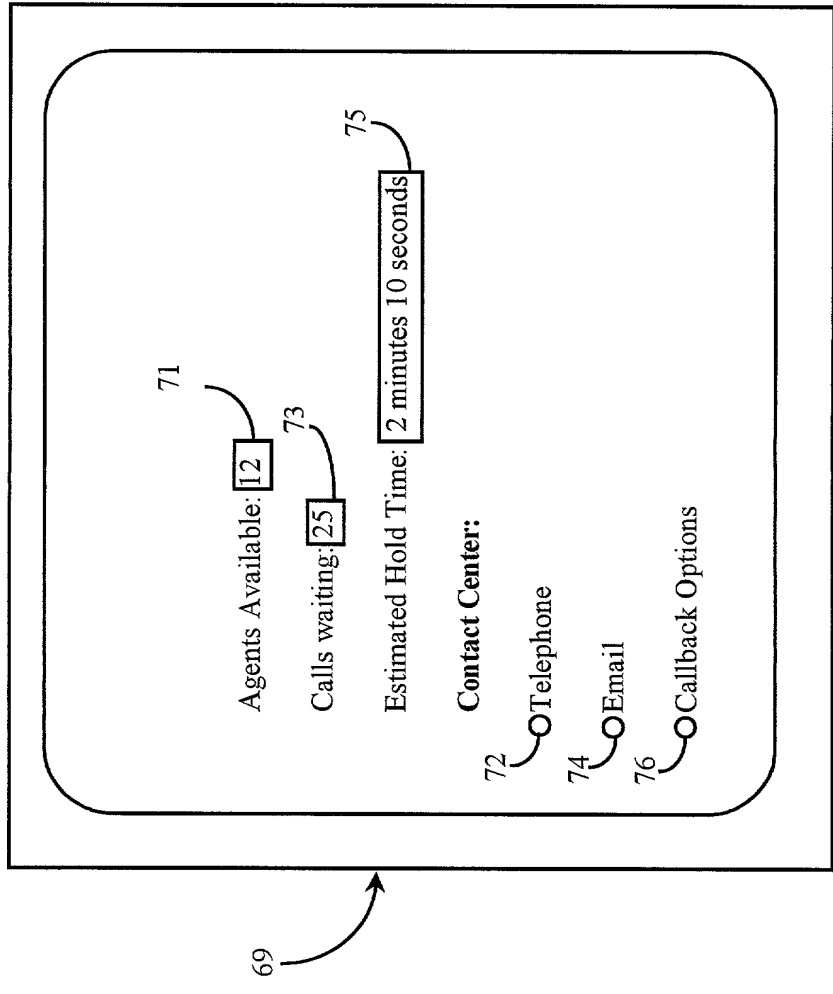 69
71
Agents Available: 12
73
Calls waiting: 25
75
Estimated Hold Time: 2 minutes 10 seconds
Contact Center:
72
Telephone
74
Email
76
Callback Options